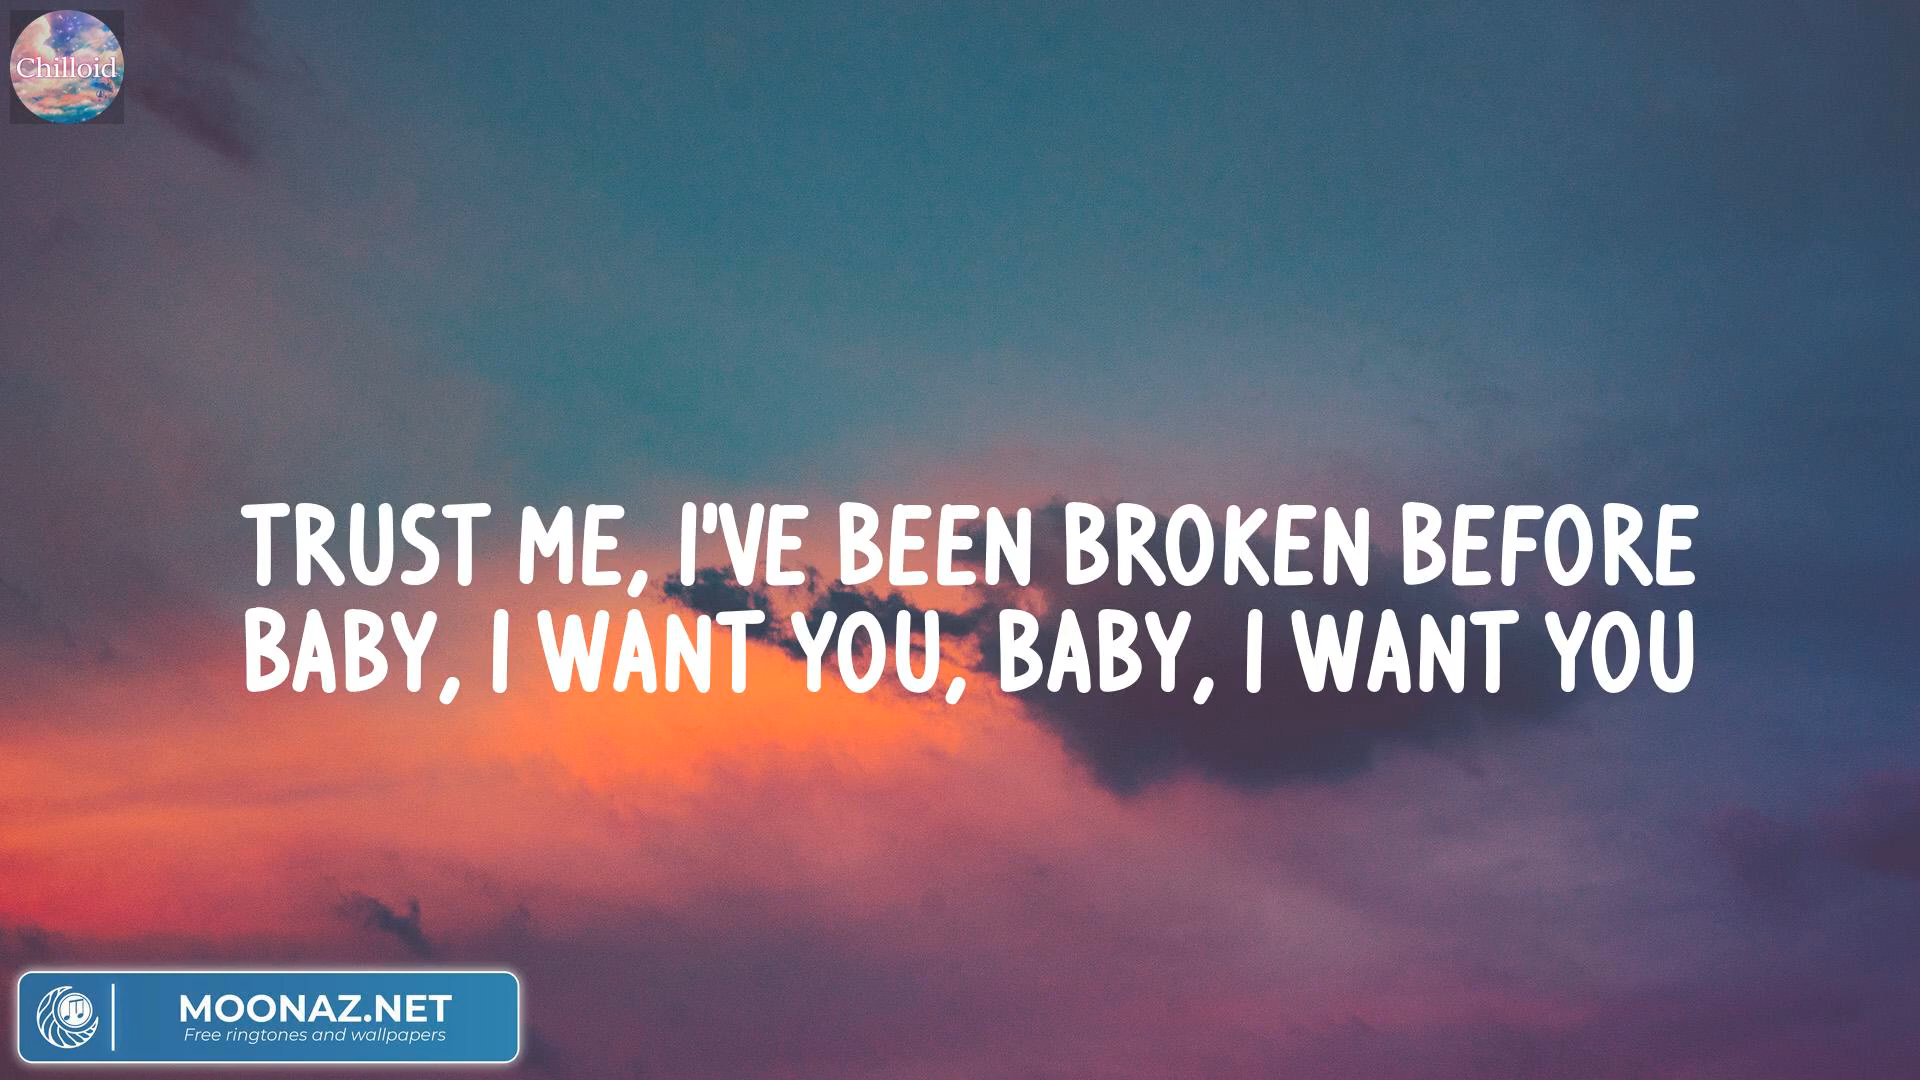 Chilloid
TRUST ME, I'VE BEEN BROKEN BEFORE
BABY, I WANT YOU, BABY, I WANT YOU
MOONAZ.NET
Free ringtones and wallpapers